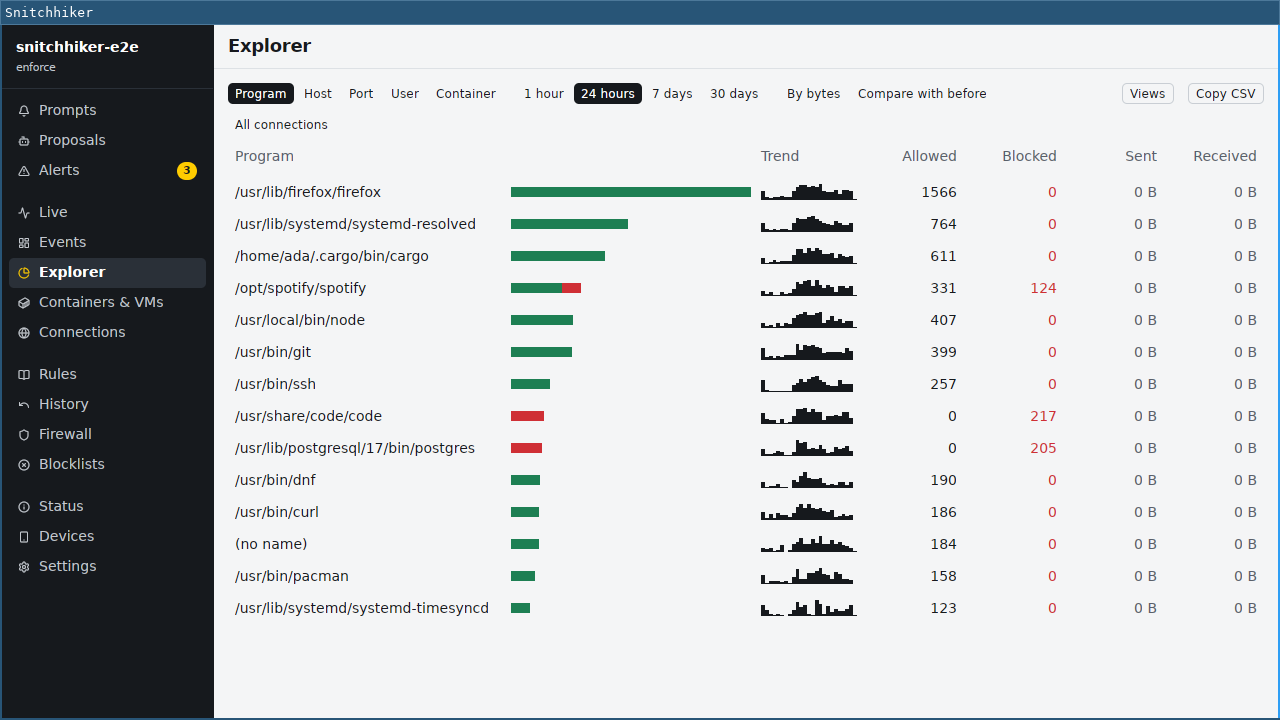 Snitchhiker
snitchhiker-e2e
enforce
Prompts
Proposals
Alerts 3
Live
Events
Explorer
Containers & VMs
Connections
Rules
History
Firewall
Blocklists
Status
Devices
Settings
Explorer
Program Host Port User Container 1 hour 24 hours 7 days 30 days By bytes Compare with before Views Copy CSV
All connections
Program Trend Allowed Blocked Sent Received
/usr/lib/firefox/firefox 1566 0 0 B 0 B
/usr/lib/systemd/systemd-resolved 764 0 0 B 0 B
/home/ada/.cargo/bin/cargo 611 0 0 B 0 B
/opt/spotify/spotify 331 124 0 B 0 B
/usr/local/bin/node 407 0 0 B 0 B
/usr/bin/git 399 0 0 B 0 B
/usr/bin/ssh 257 0 0 B 0 B
/usr/share/code/code 0 217 0 B 0 B
/usr/lib/postgresql/17/bin/postgres 0 205 0 B 0 B
/usr/bin/dnf 190 0 0 B 0 B
/usr/bin/curl 186 0 0 B 0 B
(no name) 184 0 0 B 0 B
/usr/bin/pacman 158 0 0 B 0 B
/usr/lib/systemd/systemd-timesyncd 123 0 0 B 0 B